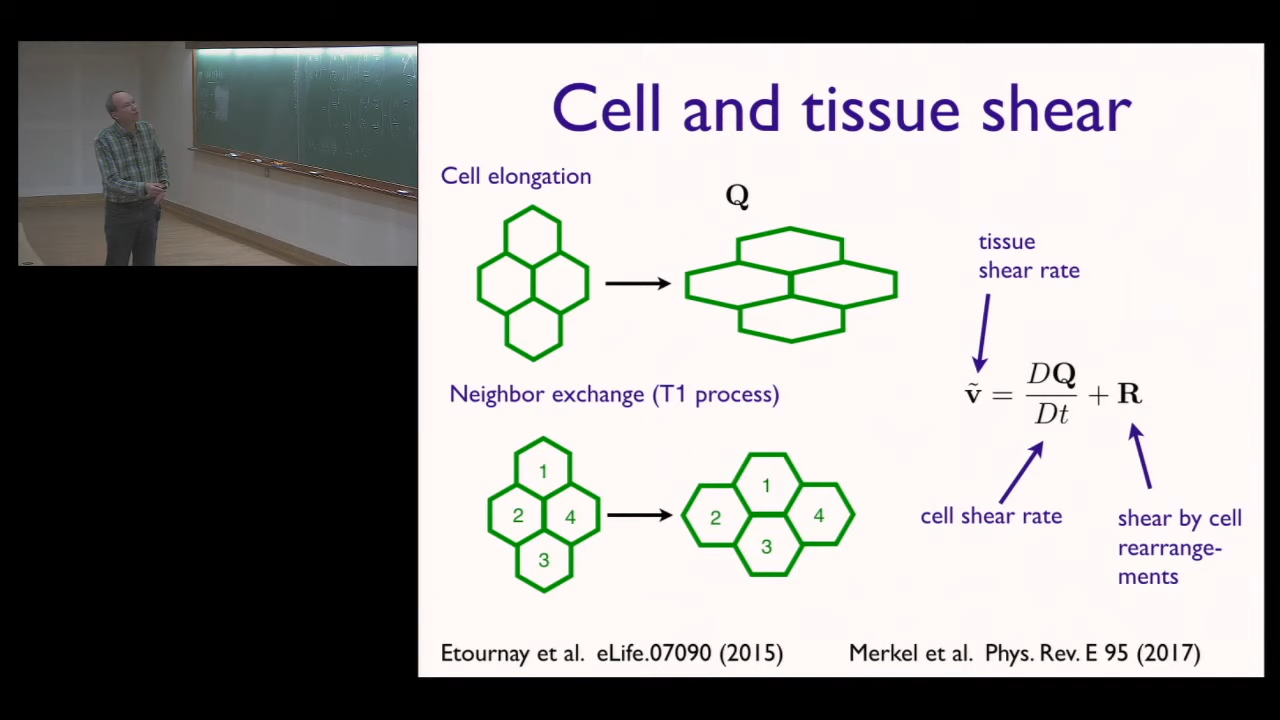 Cell and tissue shear
Cell elongation
Q
tissue
shear rate
Neighbor exchange (T1 process)
ṽ = DQ/Dt + R
1
2
4
3
1
2
4
3
cell shear rate
shear by cell
rearrange-
ments
Etournay et al. eLife.07090 (2015)
Merkel et al. Phys. Rev. E 95 (2017)